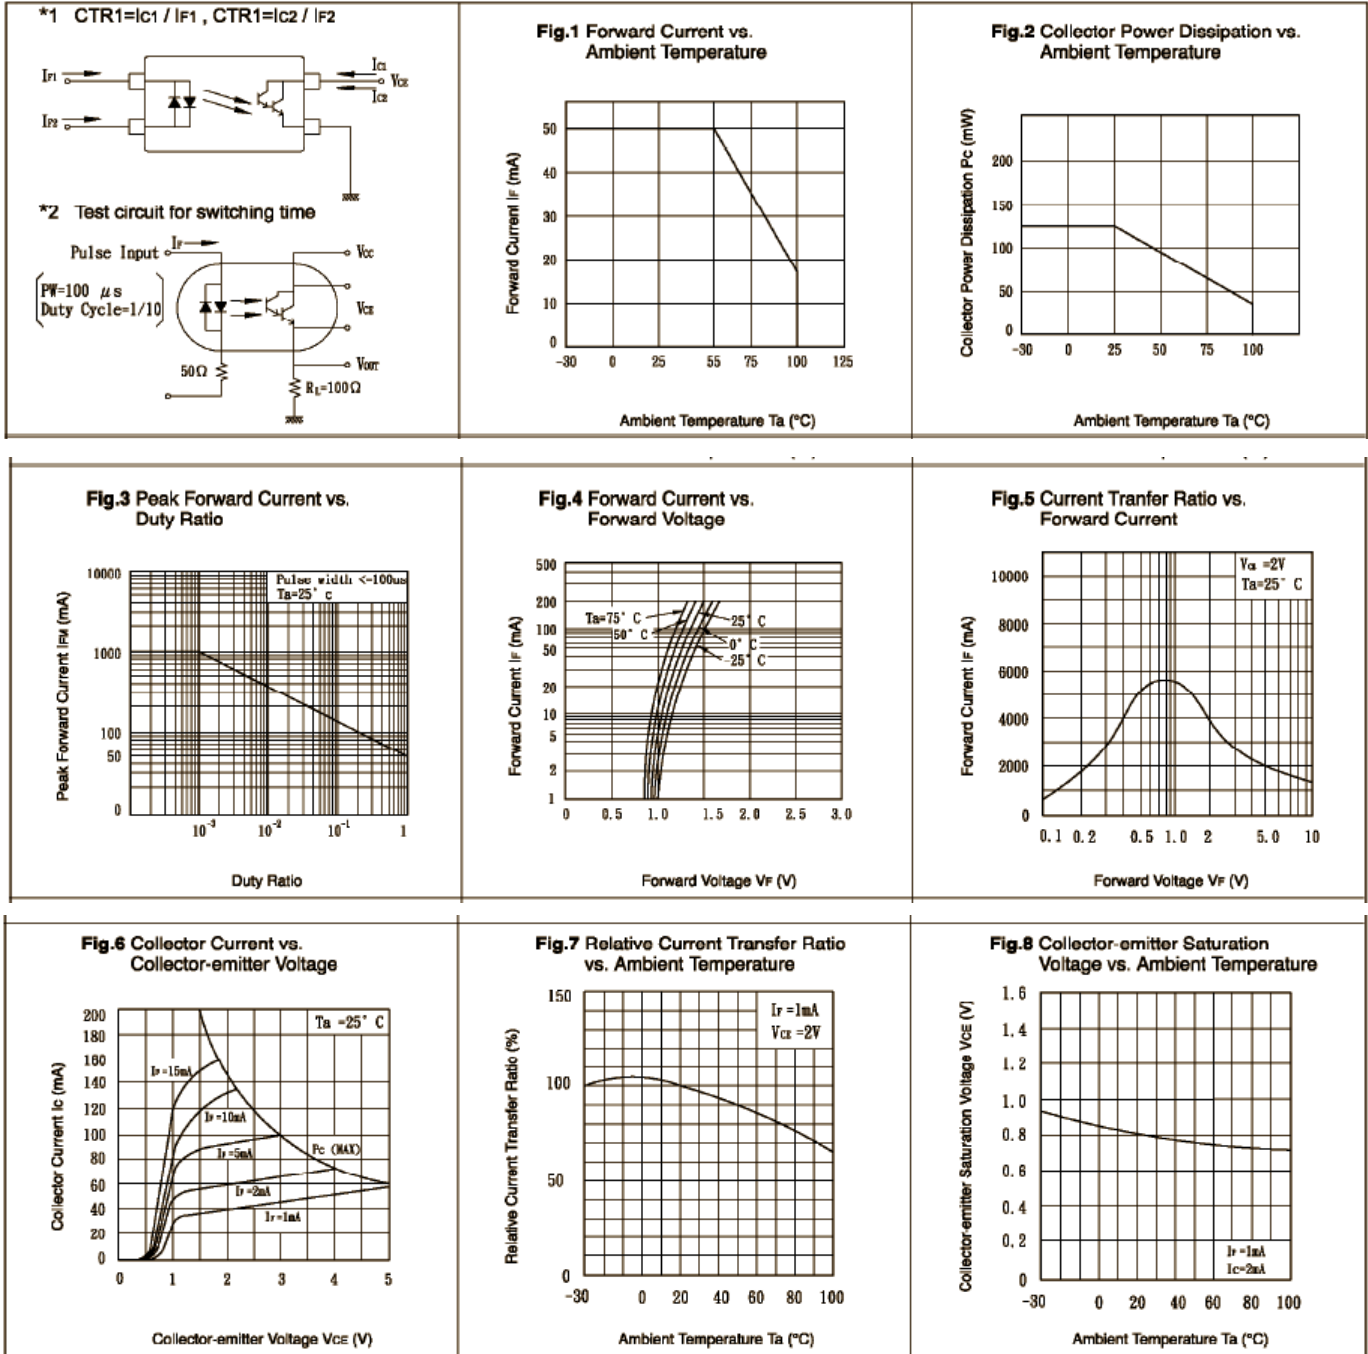 *1 CTR1=IC1 / IF1 , CTR1=IC2 / IF2
IF1
IF2
IC1
VCE
IC2
*2 Test circuit for switching time
Pulse Input
IF
PW=100 μs
Duty Cycle=1/10
VCC
VCE
VOUT
50Ω
RL=100Ω
Fig.1 Forward Current vs.
Ambient Temperature
Forward Current IF (mA)
50
40
30
20
10
0
-30 0 25 55 75 100 125
Ambient Temperature Ta (°C)
Fig.2 Collector Power Dissipation vs.
Ambient Temperature
Collector Power Dissipation Pc (mW)
200
150
100
50
0
-30 0 25 50 75 100
Ambient Temperature Ta (°C)
Fig.3 Peak Forward Current vs.
Duty Ratio
Peak Forward Current IFM (mA)
Pulse width <-100us
Ta=25° c
10000
1000
100
50
0
10-3 10-2 10-1 1
Duty Ratio
Fig.4 Forward Current vs.
Forward Voltage
Forward Current IF (mA)
500
200
100
50
20
10
5
2
1
Ta=75° C
50° C
25° C
0° C
-25° C
0 0.5 1.0 1.5 2.0 2.5 3.0
Forward Voltage VF (V)
Fig.5 Current Tranfer Ratio vs.
Forward Current
Forward Current IF (mA)
VCE =2V
Ta=25° C
10000
8000
6000
4000
2000
0
0.1 0.2 0.5 1.0 2 5.0 10
Forward Voltage VF (V)
Fig.6 Collector Current vs.
Collector-emitter Voltage
Collector Current Ic (mA)
Ta =25° C
200
180
160
140
120
100
80
60
40
20
0
IF=15mA
IF=10mA
IF=5mA
IF=2mA
IF=1mA
Pc (MAX)
0 1 2 3 4 5
Collector-emitter Voltage VCE (V)
Fig.7 Relative Current Transfer Ratio
vs. Ambient Temperature
Relative Current Transfer Ratio (%)
IF =1mA
VCE =2V
150
100
50
0
-30 0 20 40 60 80 100
Ambient Temperature Ta (°C)
Fig.8 Collector-emitter Saturation
Voltage vs. Ambient Temperature
Collector-emitter Saturation Voltage VCE (V)
1.6
1.4
1.2
1.0
0.8
0.6
0.4
0.2
0
IF =1mA
Ic=2mA
-30 0 20 40 60 80 100
Ambient Temperature Ta (°C)